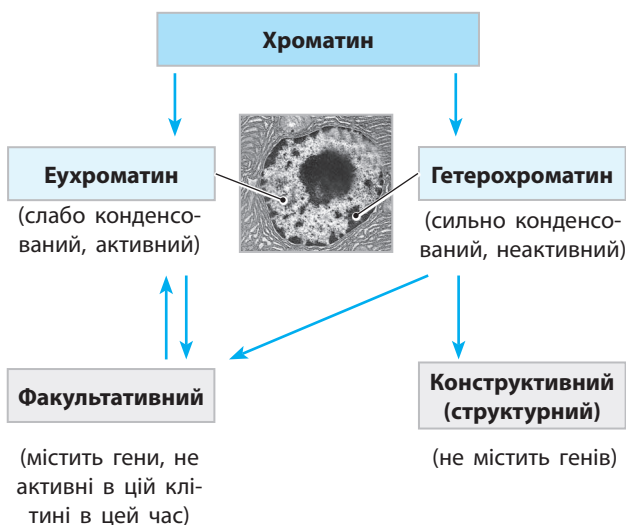 Хроматин
Еухроматин
(слабо конденсо-
ваний, активний)
Гетерохроматин
(сильно конденсо-
ваний, неактивний)
Факультативний
(містить гени, не
активні в цій клі-
тині в цей час)
Конструктивний
(структурний)
(не містить генів)